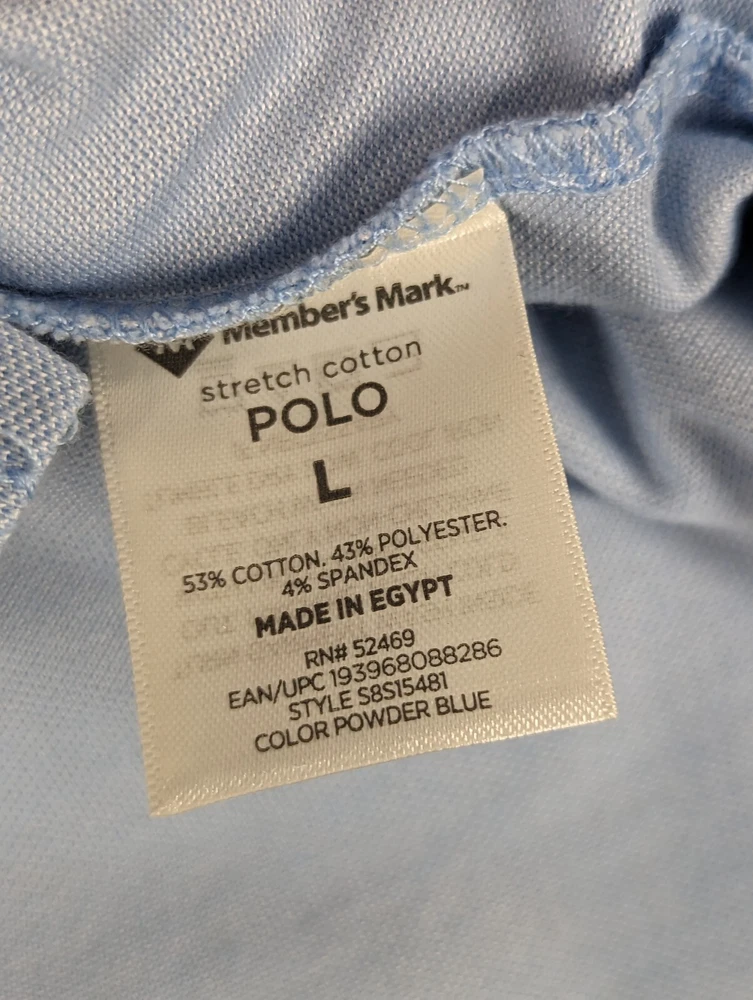 Member's Mark™
stretch cotton
POLO
L
53% COTTON. 43% POLYESTER.
4% SPANDEX
MADE IN EGYPT
RN# 52469
EAN/UPC 193968088286
STYLE S8S15481
COLOR POWDER BLUE